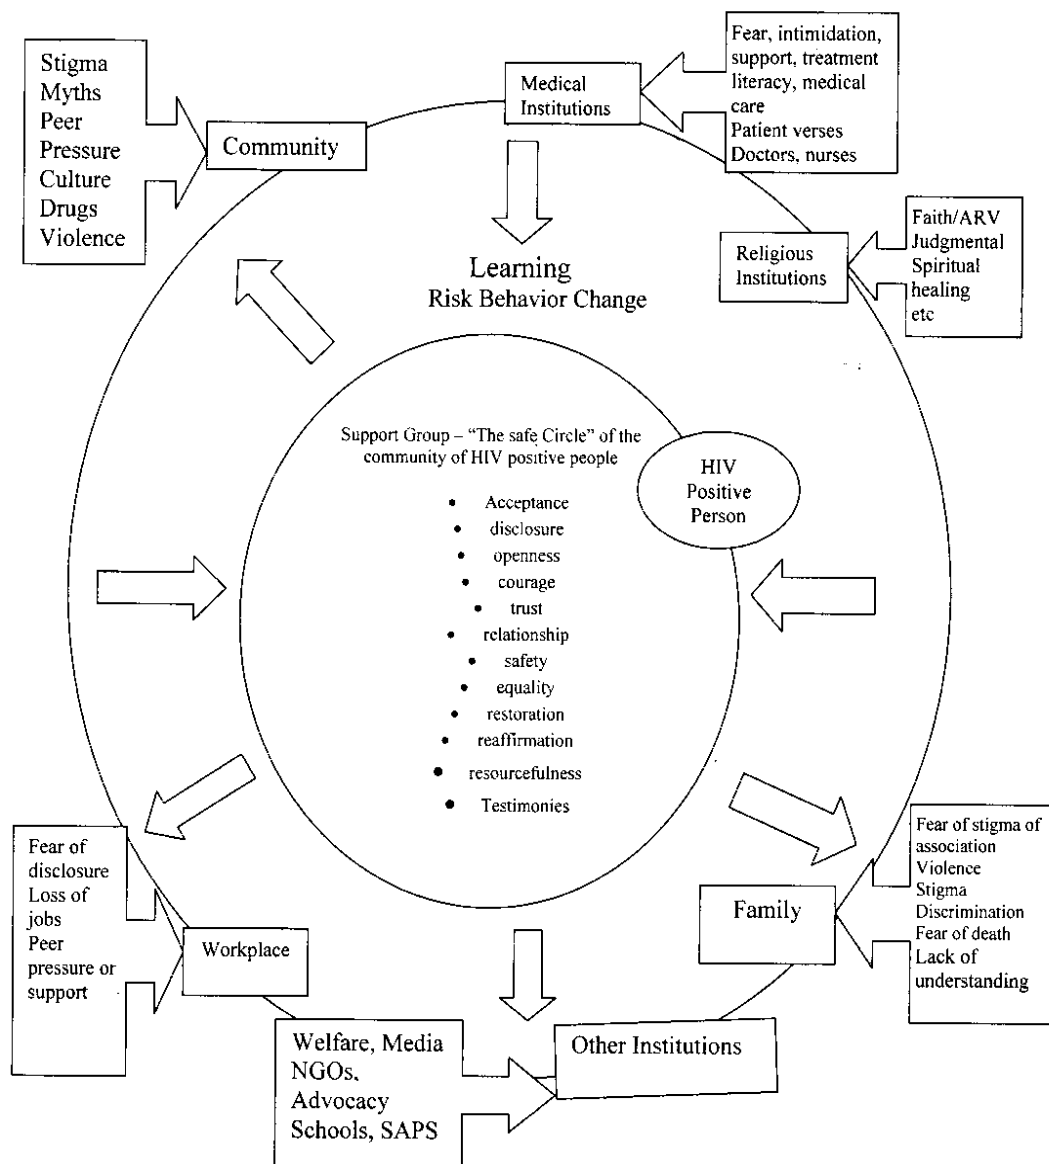 Stigma
Myths
Peer
Pressure
Culture
Drugs
Violence
Community
Medical
Institutions
Fear, intimidation,
support, treatment
literacy, medical
care
Patient verses
Doctors, nurses
Religious
Institutions
Faith/ARV
Judgmental
Spiritual
healing
etc
Learning
Risk Behavior Change
Support Group – “The safe Circle” of the
community of HIV positive people
• Acceptance
• disclosure
• openness
• courage
• trust
• relationship
• safety
• equality
• restoration
• reaffirmation
• resourcefulness
• Testimonies
HIV
Positive
Person
Fear of
disclosure
Loss of
jobs
Peer
pressure or
support
Workplace
Family
Fear of stigma of
association
Violence
Stigma
Discrimination
Fear of death
Lack of
understanding
Welfare, Media
NGOs,
Advocacy
Schools, SAPS
Other Institutions